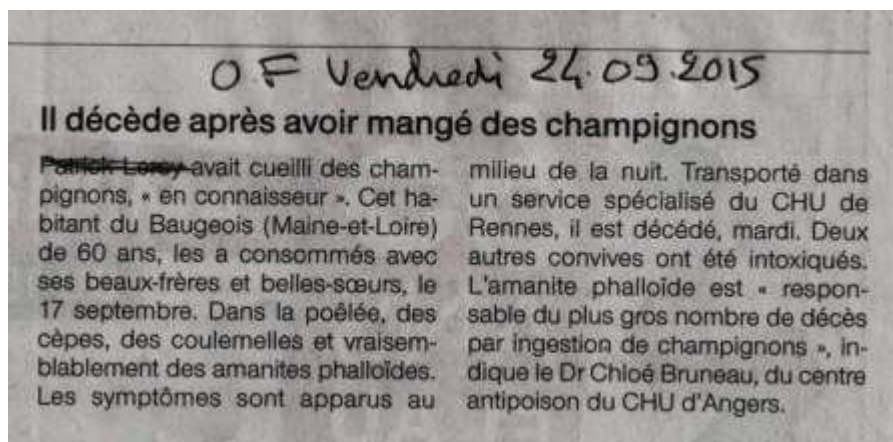 OF Vendredi 24.09.2015
Il décède après avoir mangé des champignons
avait cueilli des cham-
pignons, « en connaisseur ». Cet ha-
bitant du Baugeois (Maine-et-Loire)
de 60 ans, les a consommés avec
ses beaux-frères et belles-sœurs, le
17 septembre. Dans la poêlée, des
cèpes, des coulemelles et vraisem-
blablement des amanites phalloïdes.
Les symptômes sont apparus au
milieu de la nuit. Transporté dans
un service spécialisé du CHU de
Rennes, il est décédé, mardi. Deux
autres convives ont été intoxiqués.
L'amanite phalloïde est « respon-
sable du plus gros nombre de décès
par ingestion de champignons », in-
dique le Dr Chloé Bruneau, du centre
antipoison du CHU d'Angers.